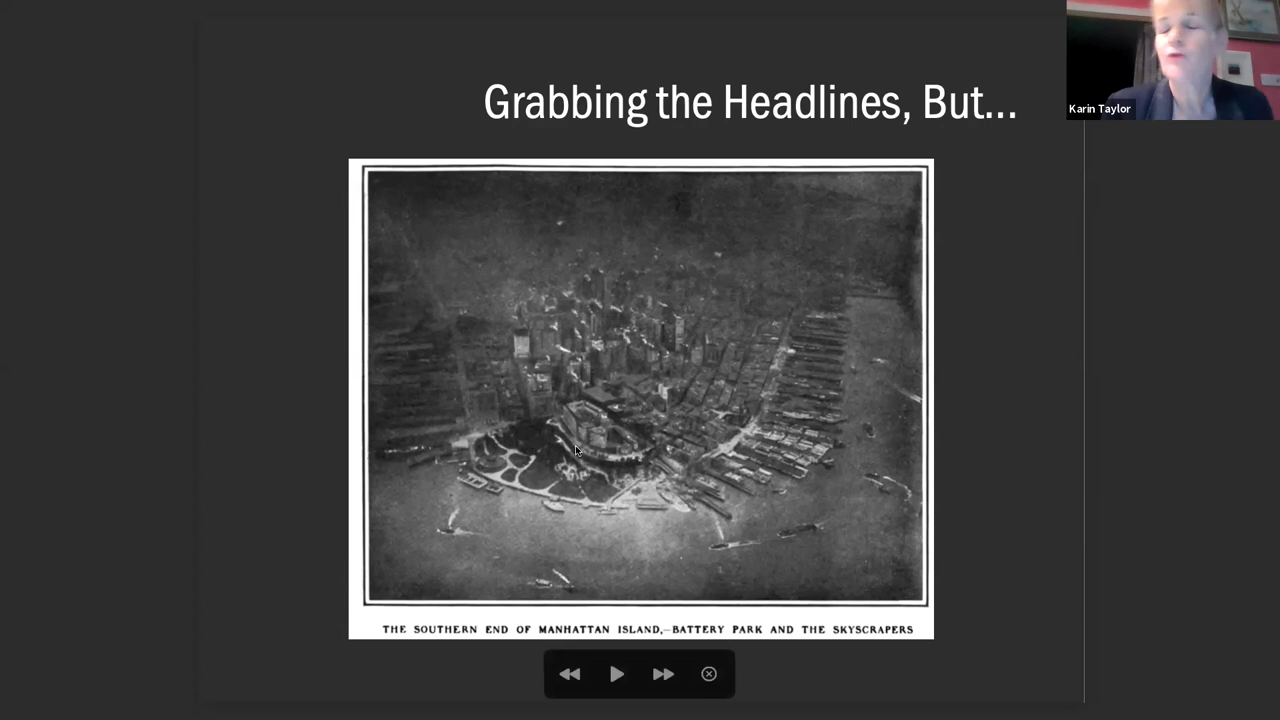 Grabbing the Headlines, But...
Karin Taylor
THE SOUTHERN END OF MANHATTAN ISLAND,—BATTERY PARK AND THE SKYSCRAPERS